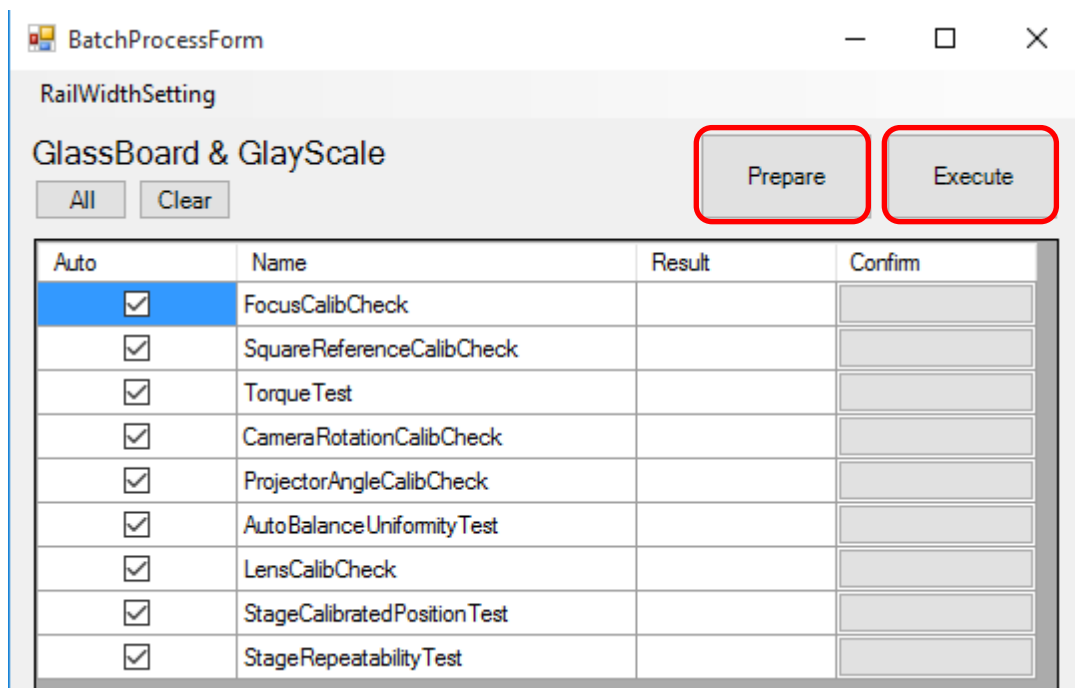 BatchProcessForm
RailWidthSetting
GlassBoard & GlayScale
Prepare
Execute
All Clear
Auto Name Result Confirm
FocusCalibCheck
SquareReferenceCalibCheck
TorqueTest
CameraRotationCalibCheck
ProjectorAngleCalibCheck
AutoBalanceUniformityTest
LensCalibCheck
StageCalibratedPositionTest
StageRepeatabilityTest